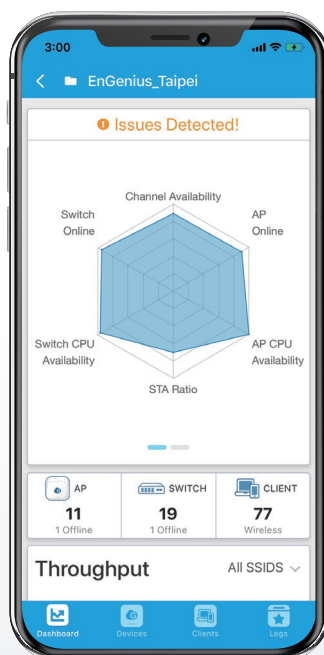 3:00
EnGenius_Taipei
Issues Detected!
Channel Availability
Switch
Online
AP
Online
Switch CPU
Availability
AP CPU
Availability
STA Ratio
AP
11
1 Offline
SWITCH
19
1 Offline
CLIENT
77
Wireless
Throughput
All SSIDS
Dashboard
Devices
Clients
Logs